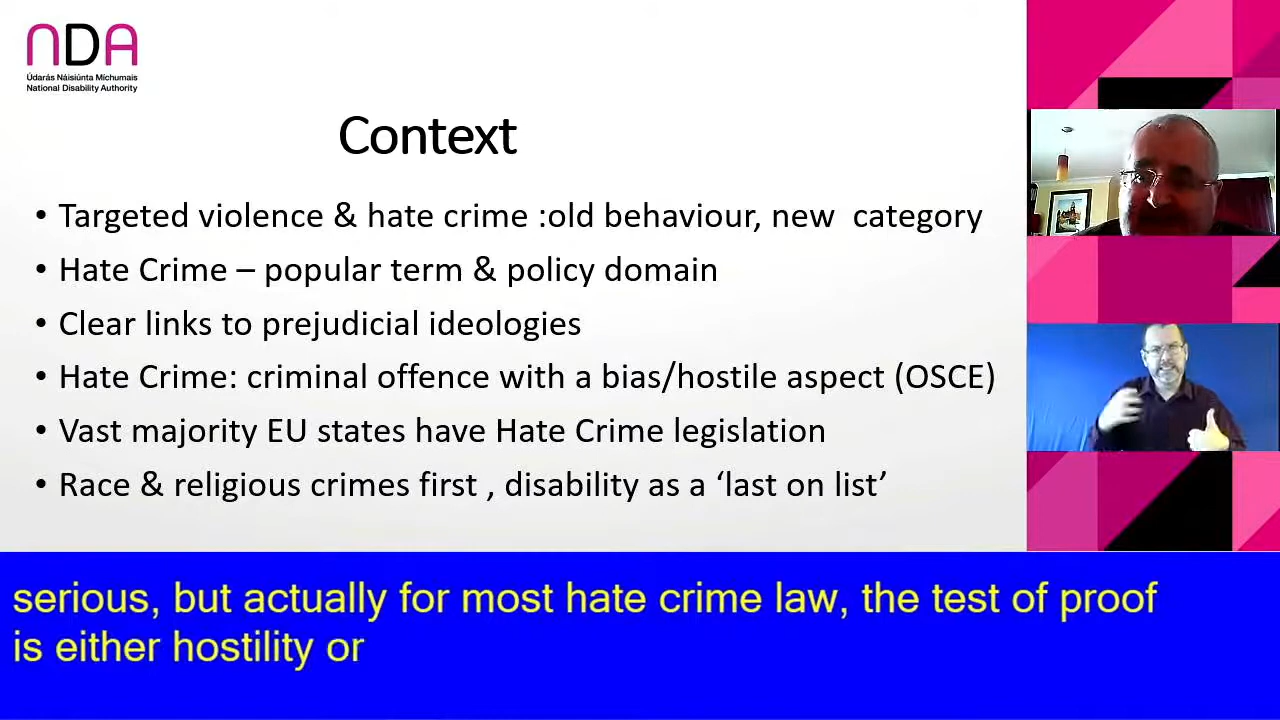 NDA
Údarás Náisiúnta Míchumais
National Disability Authority
Context
• Targeted violence & hate crime :old behaviour, new  category
• Hate Crime – popular term & policy domain
• Clear links to prejudicial ideologies
• Hate Crime: criminal offence with a bias/hostile aspect (OSCE)
• Vast majority EU states have Hate Crime legislation
• Race & religious crimes first , disability as a ‘last on list’
serious, but actually for most hate crime law, the test of proof
is either hostility or